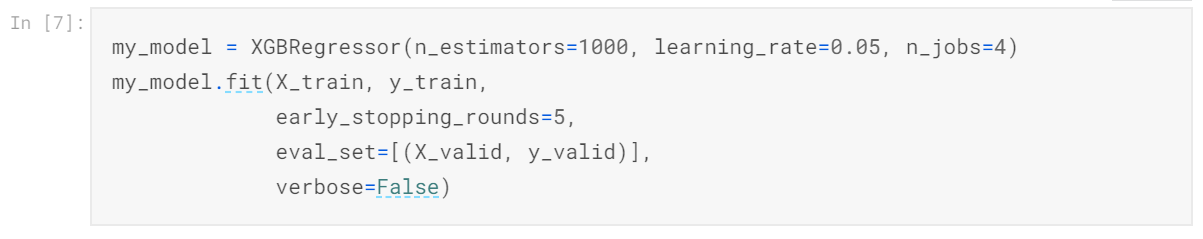 In [7]:
my_model = XGBRegressor(n_estimators=1000, learning_rate=0.05, n_jobs=4)
my_model.fit(X_train, y_train,
early_stopping_rounds=5,
eval_set=[(X_valid, y_valid)],
verbose=False)